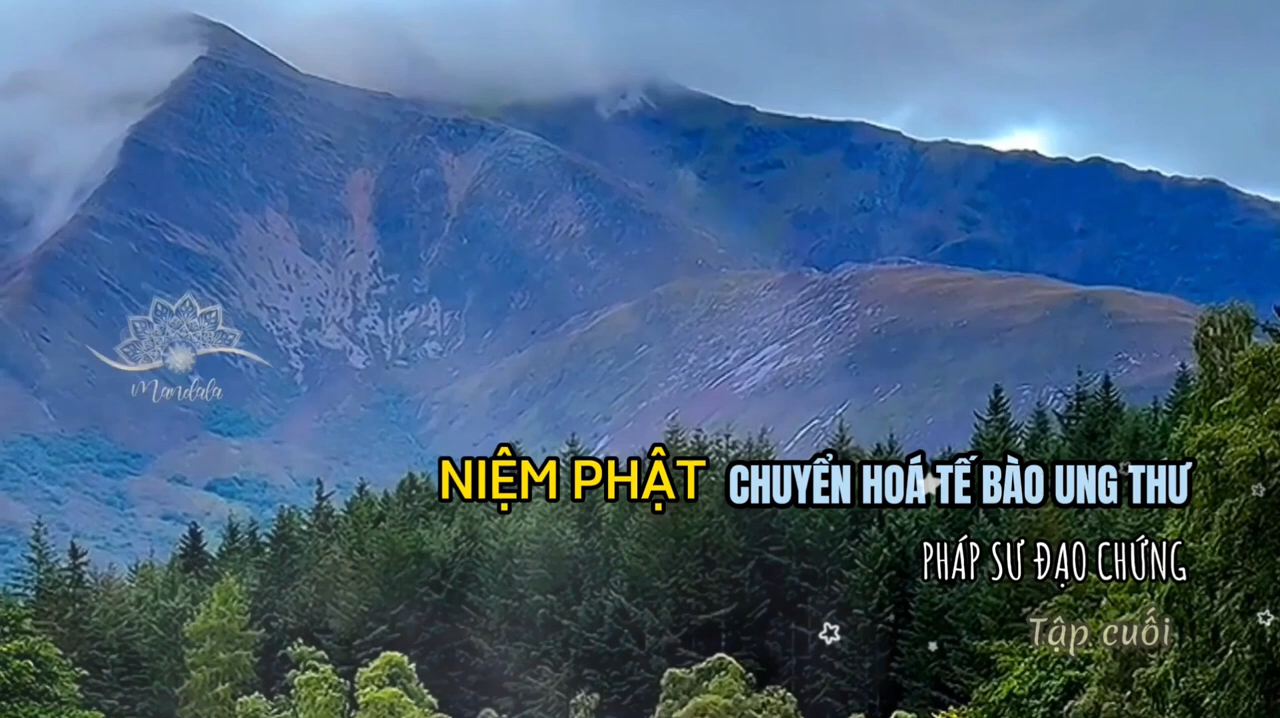 Mandala
NIỆM PHẬT CHUYỂN HOÁ TẾ BÀO UNG THƯ
PHÁP SƯ ĐẠO CHỨNG
Tập cuối